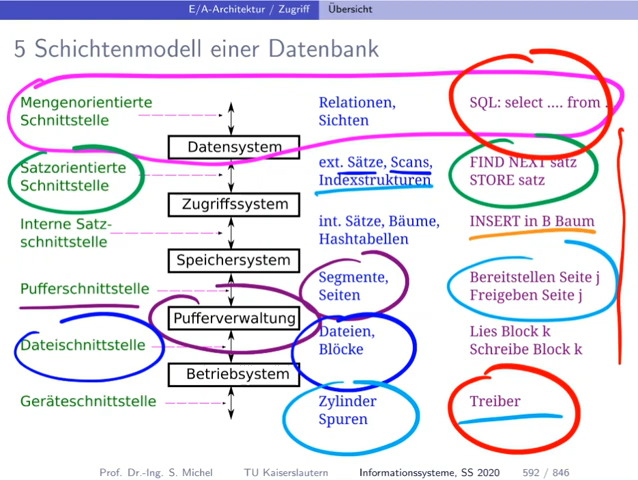 E/A-Architektur / Zugriff Übersicht
5 Schichtenmodell einer Datenbank
Mengenorientierte
Schnittstelle
Relationen,
Sichten
SQL: select .... from .
Datensystem
Satzorientierte
Schnittstelle
ext. Sätze, Scans,
Indexstrukturen
FIND NEXT satz
STORE satz
Zugriffssystem
Interne Satz-
schnittstelle
int. Sätze, Bäume,
Hashtabellen
INSERT in B Baum
Speichersystem
Pufferschnittstelle
Segmente,
Seiten
Bereitstellen Seite j
Freigeben Seite j
Pufferverwaltung
Dateischnittstelle
Dateien,
Blöcke
Lies Block k
Schreibe Block k
Betriebsystem
Geräteschnittstelle
Zylinder
Spuren
Treiber
Prof. Dr.-Ing. S. Michel TU Kaiserslautern Informationssysteme, SS 2020 592 / 846